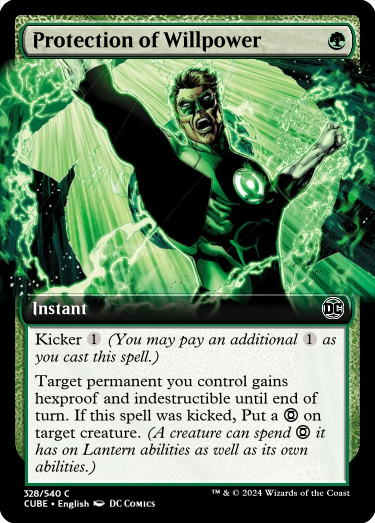 Protection of Willpower
DC
Instant
Kicker 1 (You may pay an additional 1 as
you cast this spell.)
Target permanent you control gains
hexproof and indestructible until end of
turn. If this spell was kicked, Put a on
target creature. (A creature can spend it
has on Lantern abilities as well as its own
abilities.)
328/540 C
CUBE • English DC Comics
™ & © 2024 Wizards of the Coast